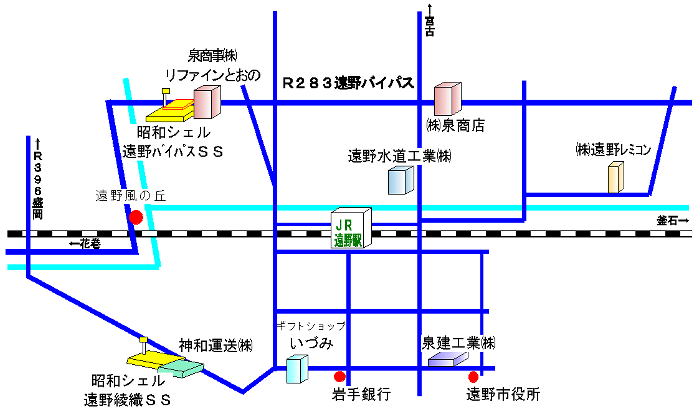 ↑宮古
泉商事㈱
リファインとおの
R283遠野バイパス
㈱泉商店
昭和シェル
遠野バイパスSS
遠野水道工業㈱
㈱遠野レミコン
↑R396盛岡
遠野風の丘
釜石→
JR
遠野駅
←花巻
ギフトショップ
いづみ
神和運送㈱
泉建工業㈱
昭和シェル
遠野綾織SS
岩手銀行
遠野市役所